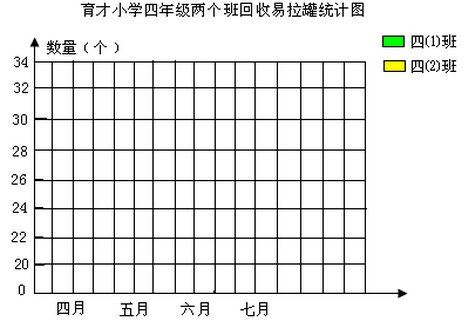 育才小学四年级两个班回收易拉罐统计图
数量（个）
四(1)班
四(2)班
34
32
30
28
26
24
22
20
0
四月 五月 六月 七月